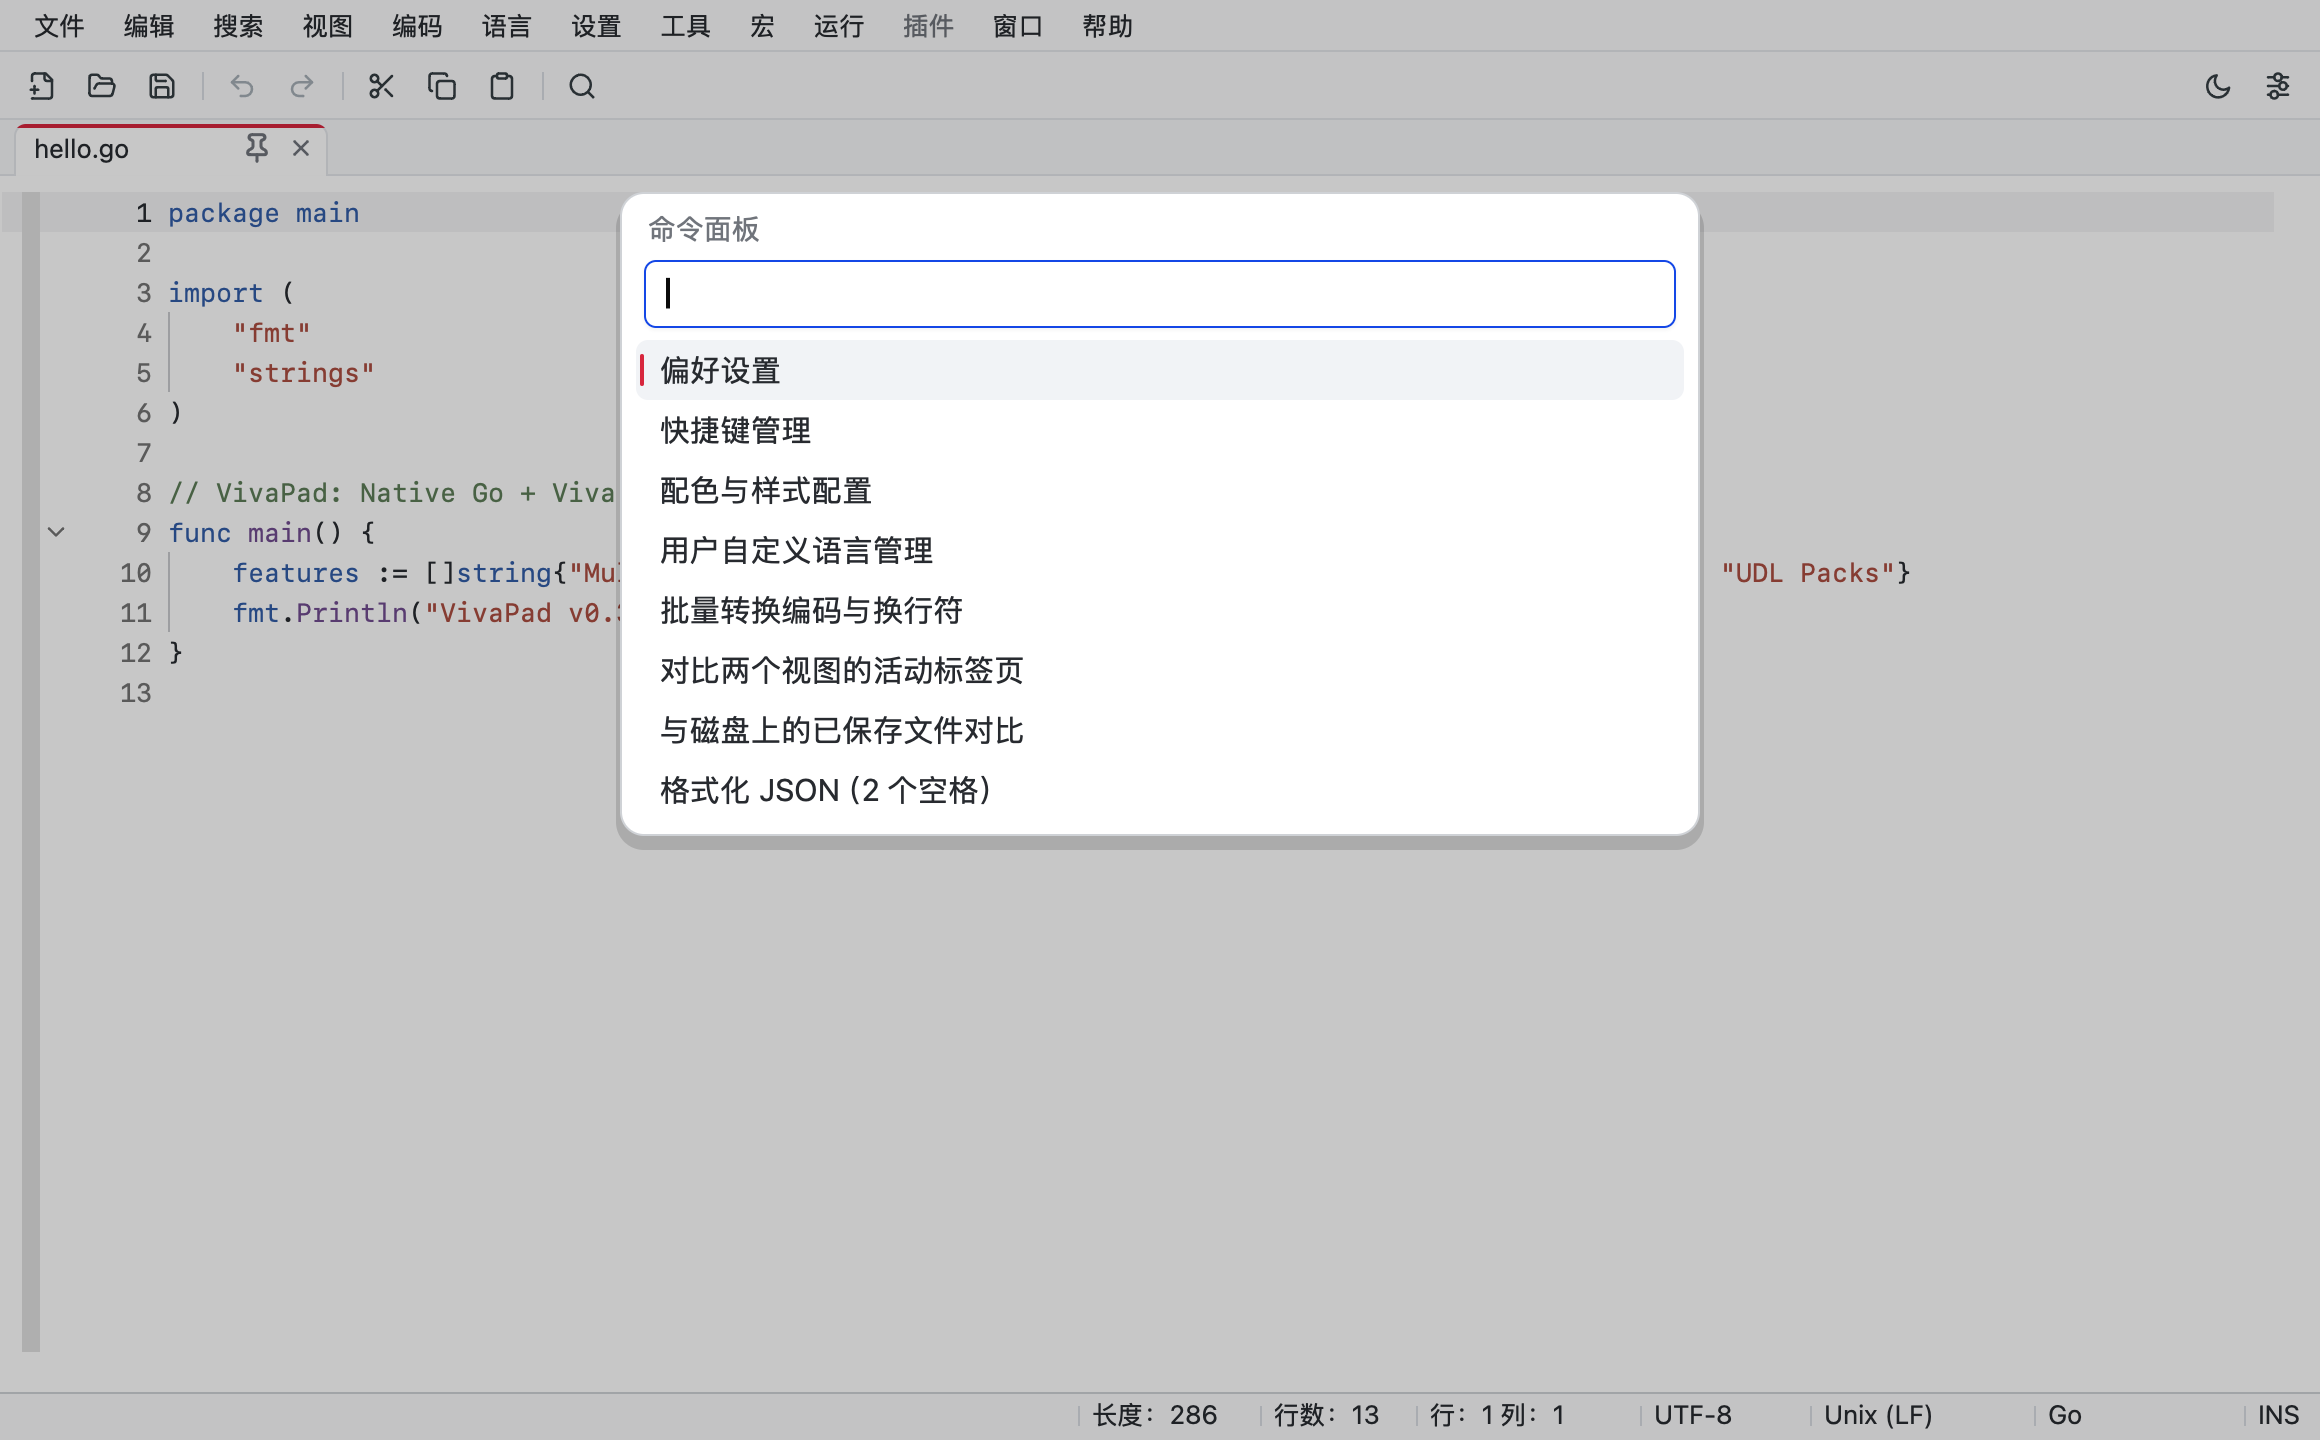 文件 编辑 搜索 视图 编码 语言 设置 工具 宏 运行 插件 窗口 帮助
hello.go
命令面板
偏好设置
快捷键管理
配色与样式配置
用户自定义语言管理
批量转换编码与换行符
对比两个视图的活动标签页
与磁盘上的已保存文件对比
格式化 JSON (2 个空格)
1 package main
2
3 import (
4 "fmt"
5 "strings"
6 )
7
8 // VivaPad: Native Go + Viva
9 func main() {
10 features := []string{"Mu "UDL Packs"}
11 fmt.Println("VivaPad v0.
12 }
13
长度: 286 行数: 13 行: 1 列: 1 UTF-8 Unix (LF) Go INS